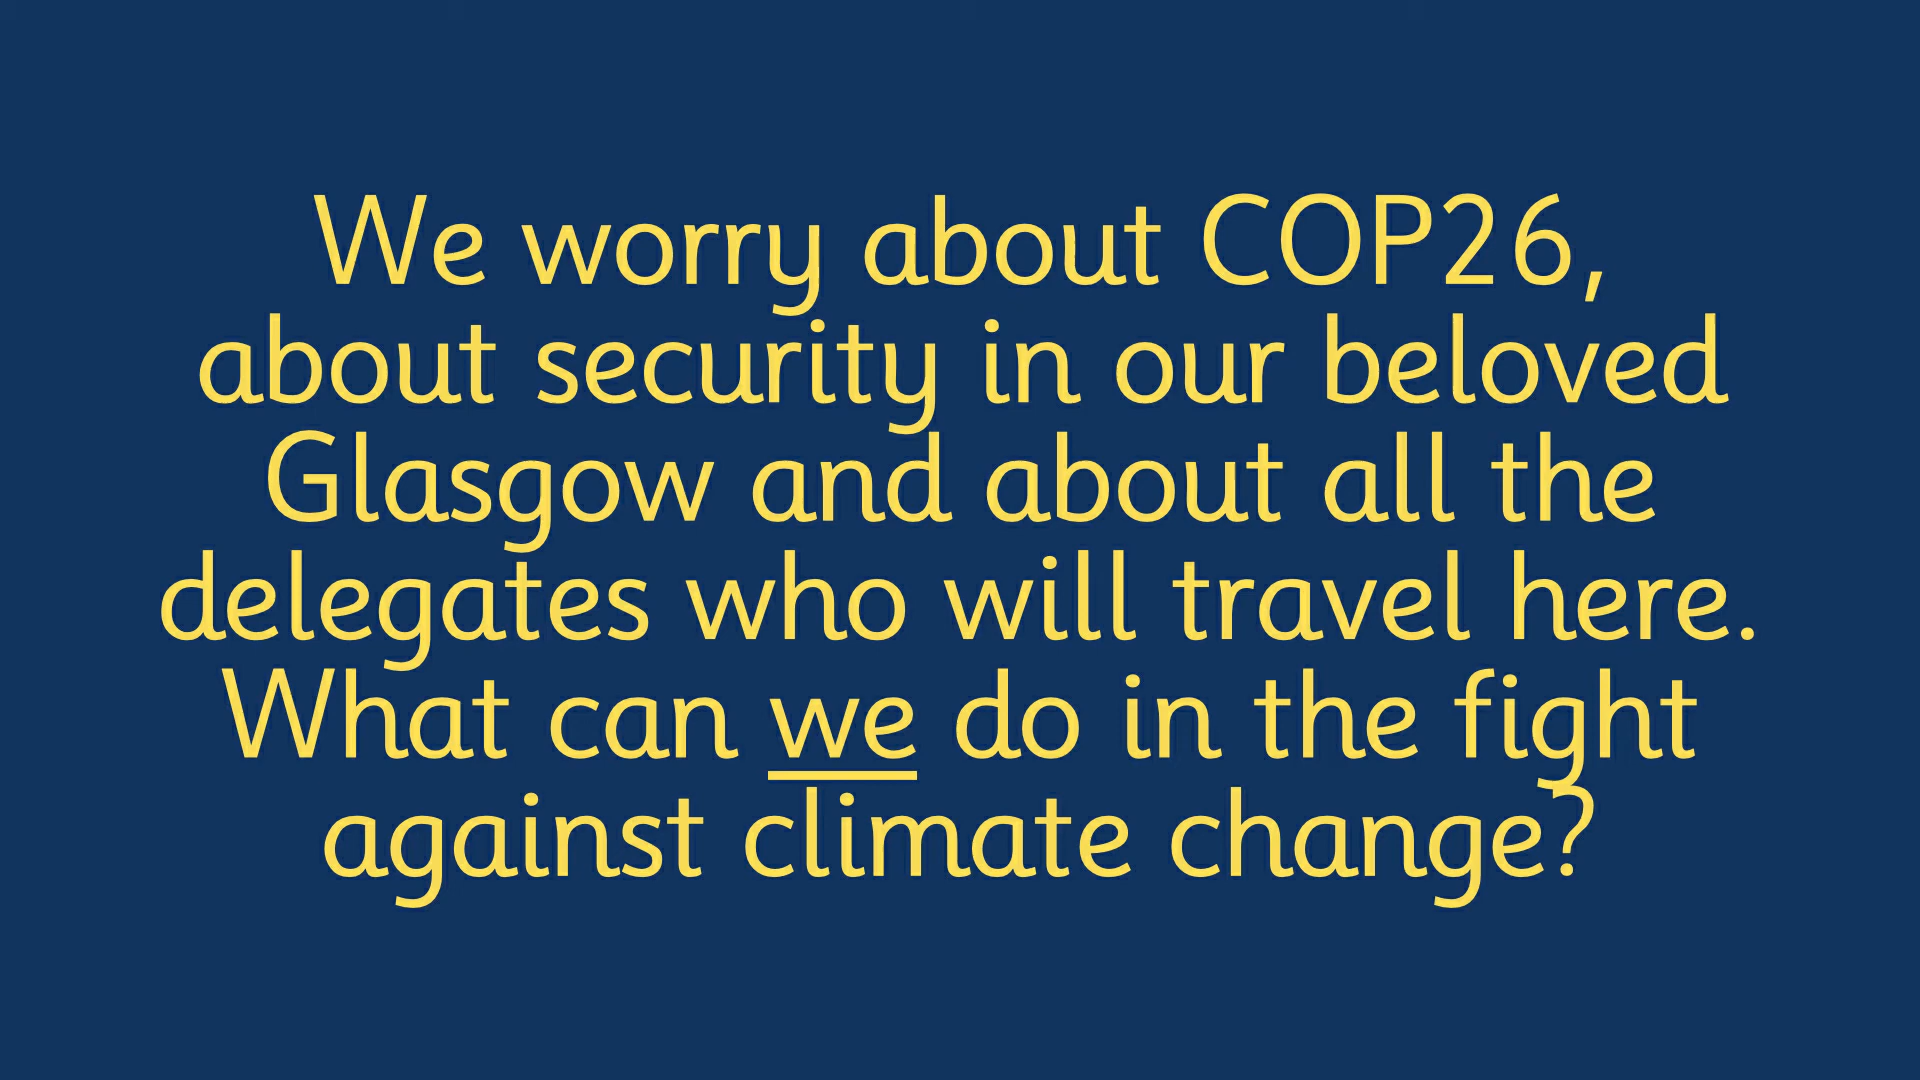 We worry about COP26,
about security in our beloved
Glasgow and about all the
delegates who will travel here.
What can we do in the fight
against climate change?